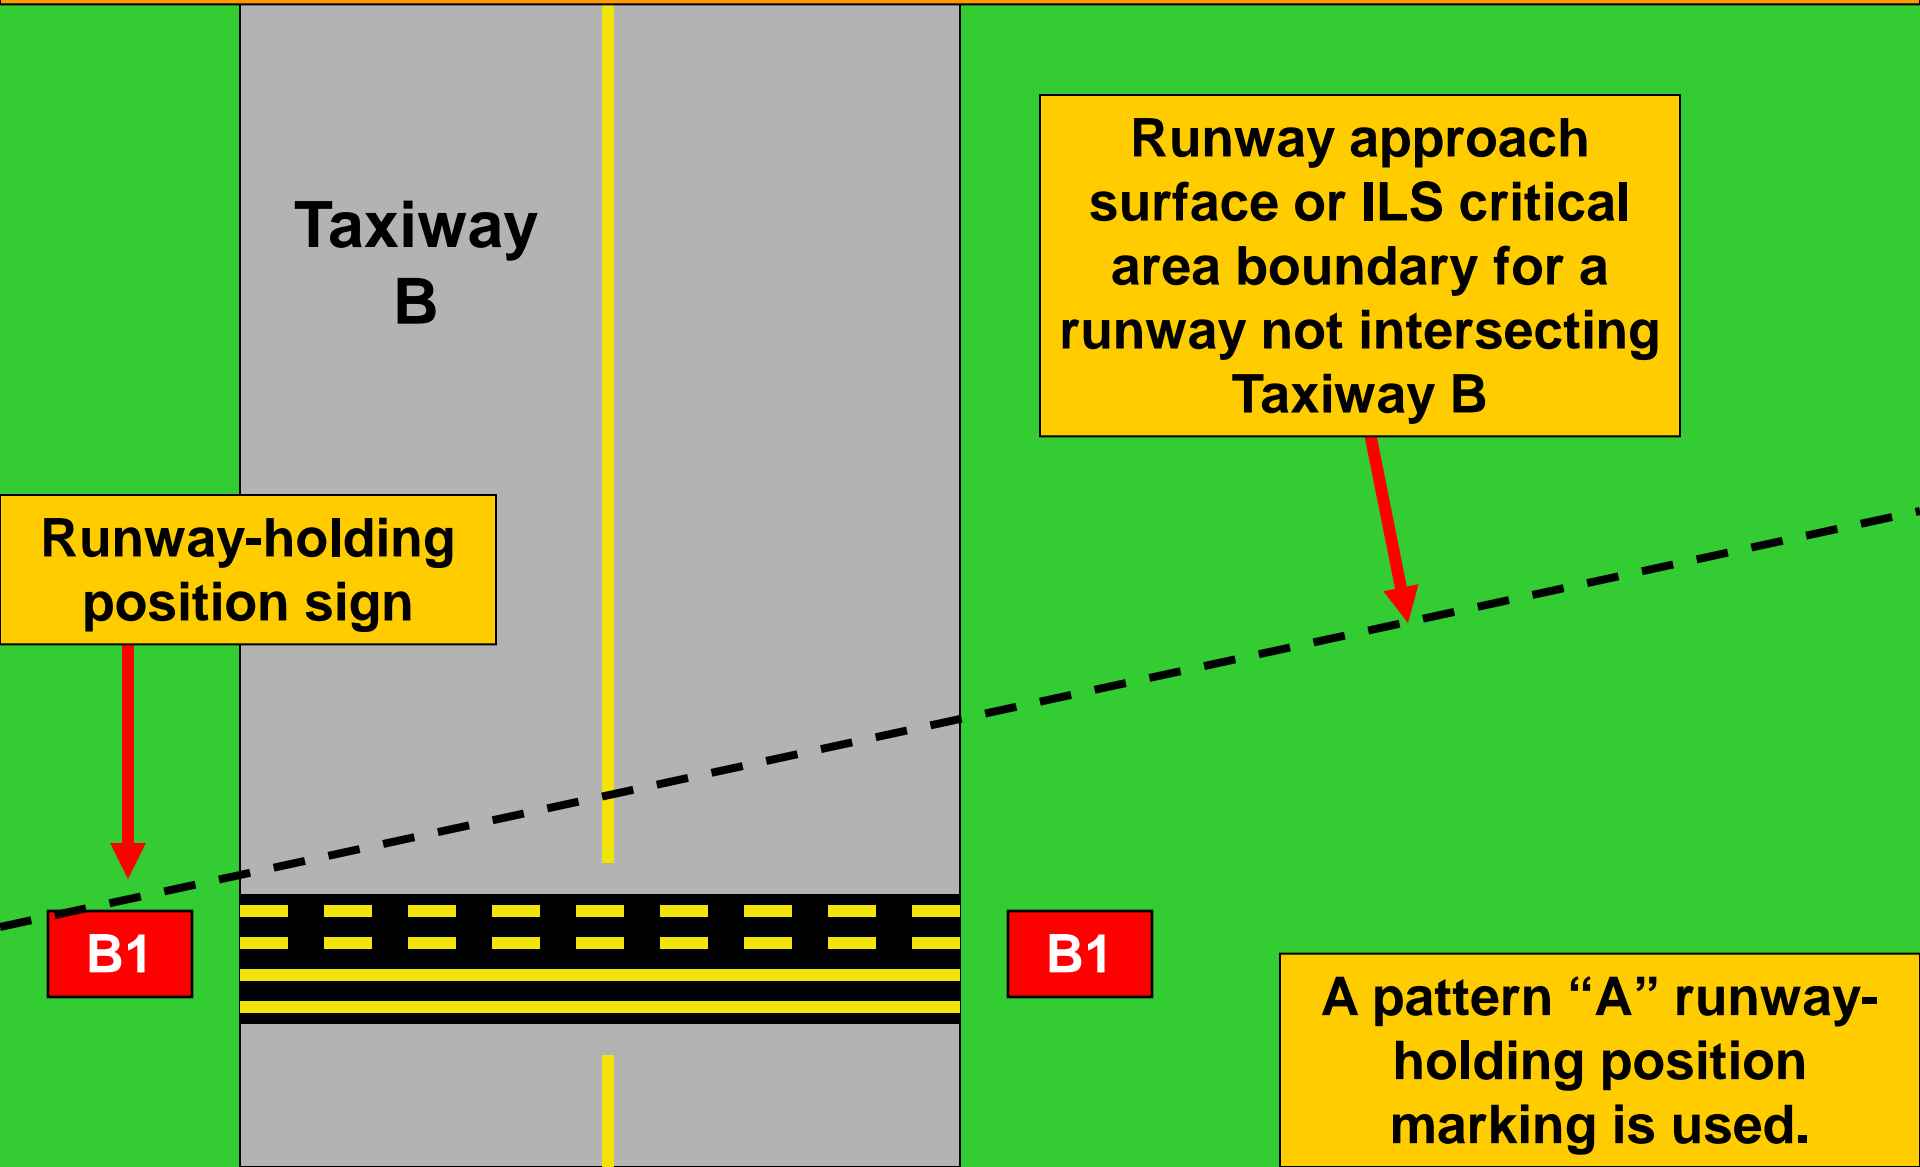 Taxiway
B
Runway approach
surface or ILS critical
area boundary for a
runway not intersecting
Taxiway B
Runway-holding
position sign
B1
B1
A pattern “A” runway-
holding position
marking is used.